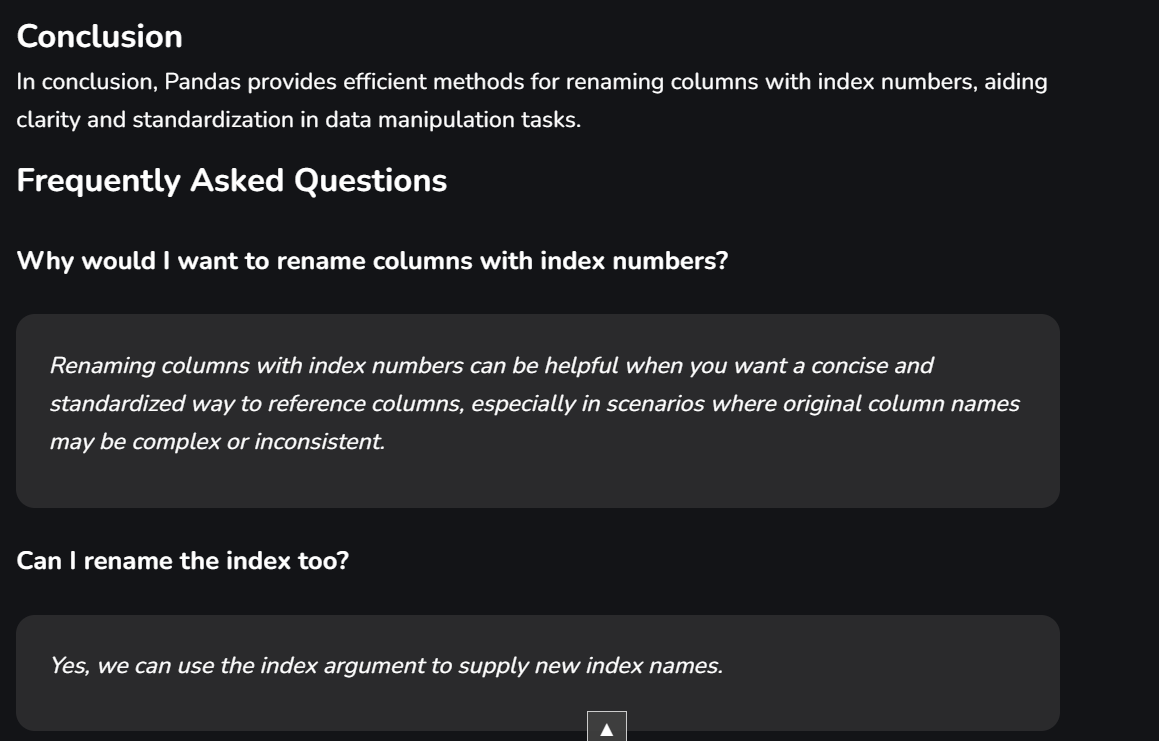 Conclusion
In conclusion, Pandas provides efficient methods for renaming columns with index numbers, aiding
clarity and standardization in data manipulation tasks.
Frequently Asked Questions
Why would I want to rename columns with index numbers?
Renaming columns with index numbers can be helpful when you want a concise and
standardized way to reference columns, especially in scenarios where original column names
may be complex or inconsistent.
Can I rename the index too?
Yes, we can use the index argument to supply new index names.